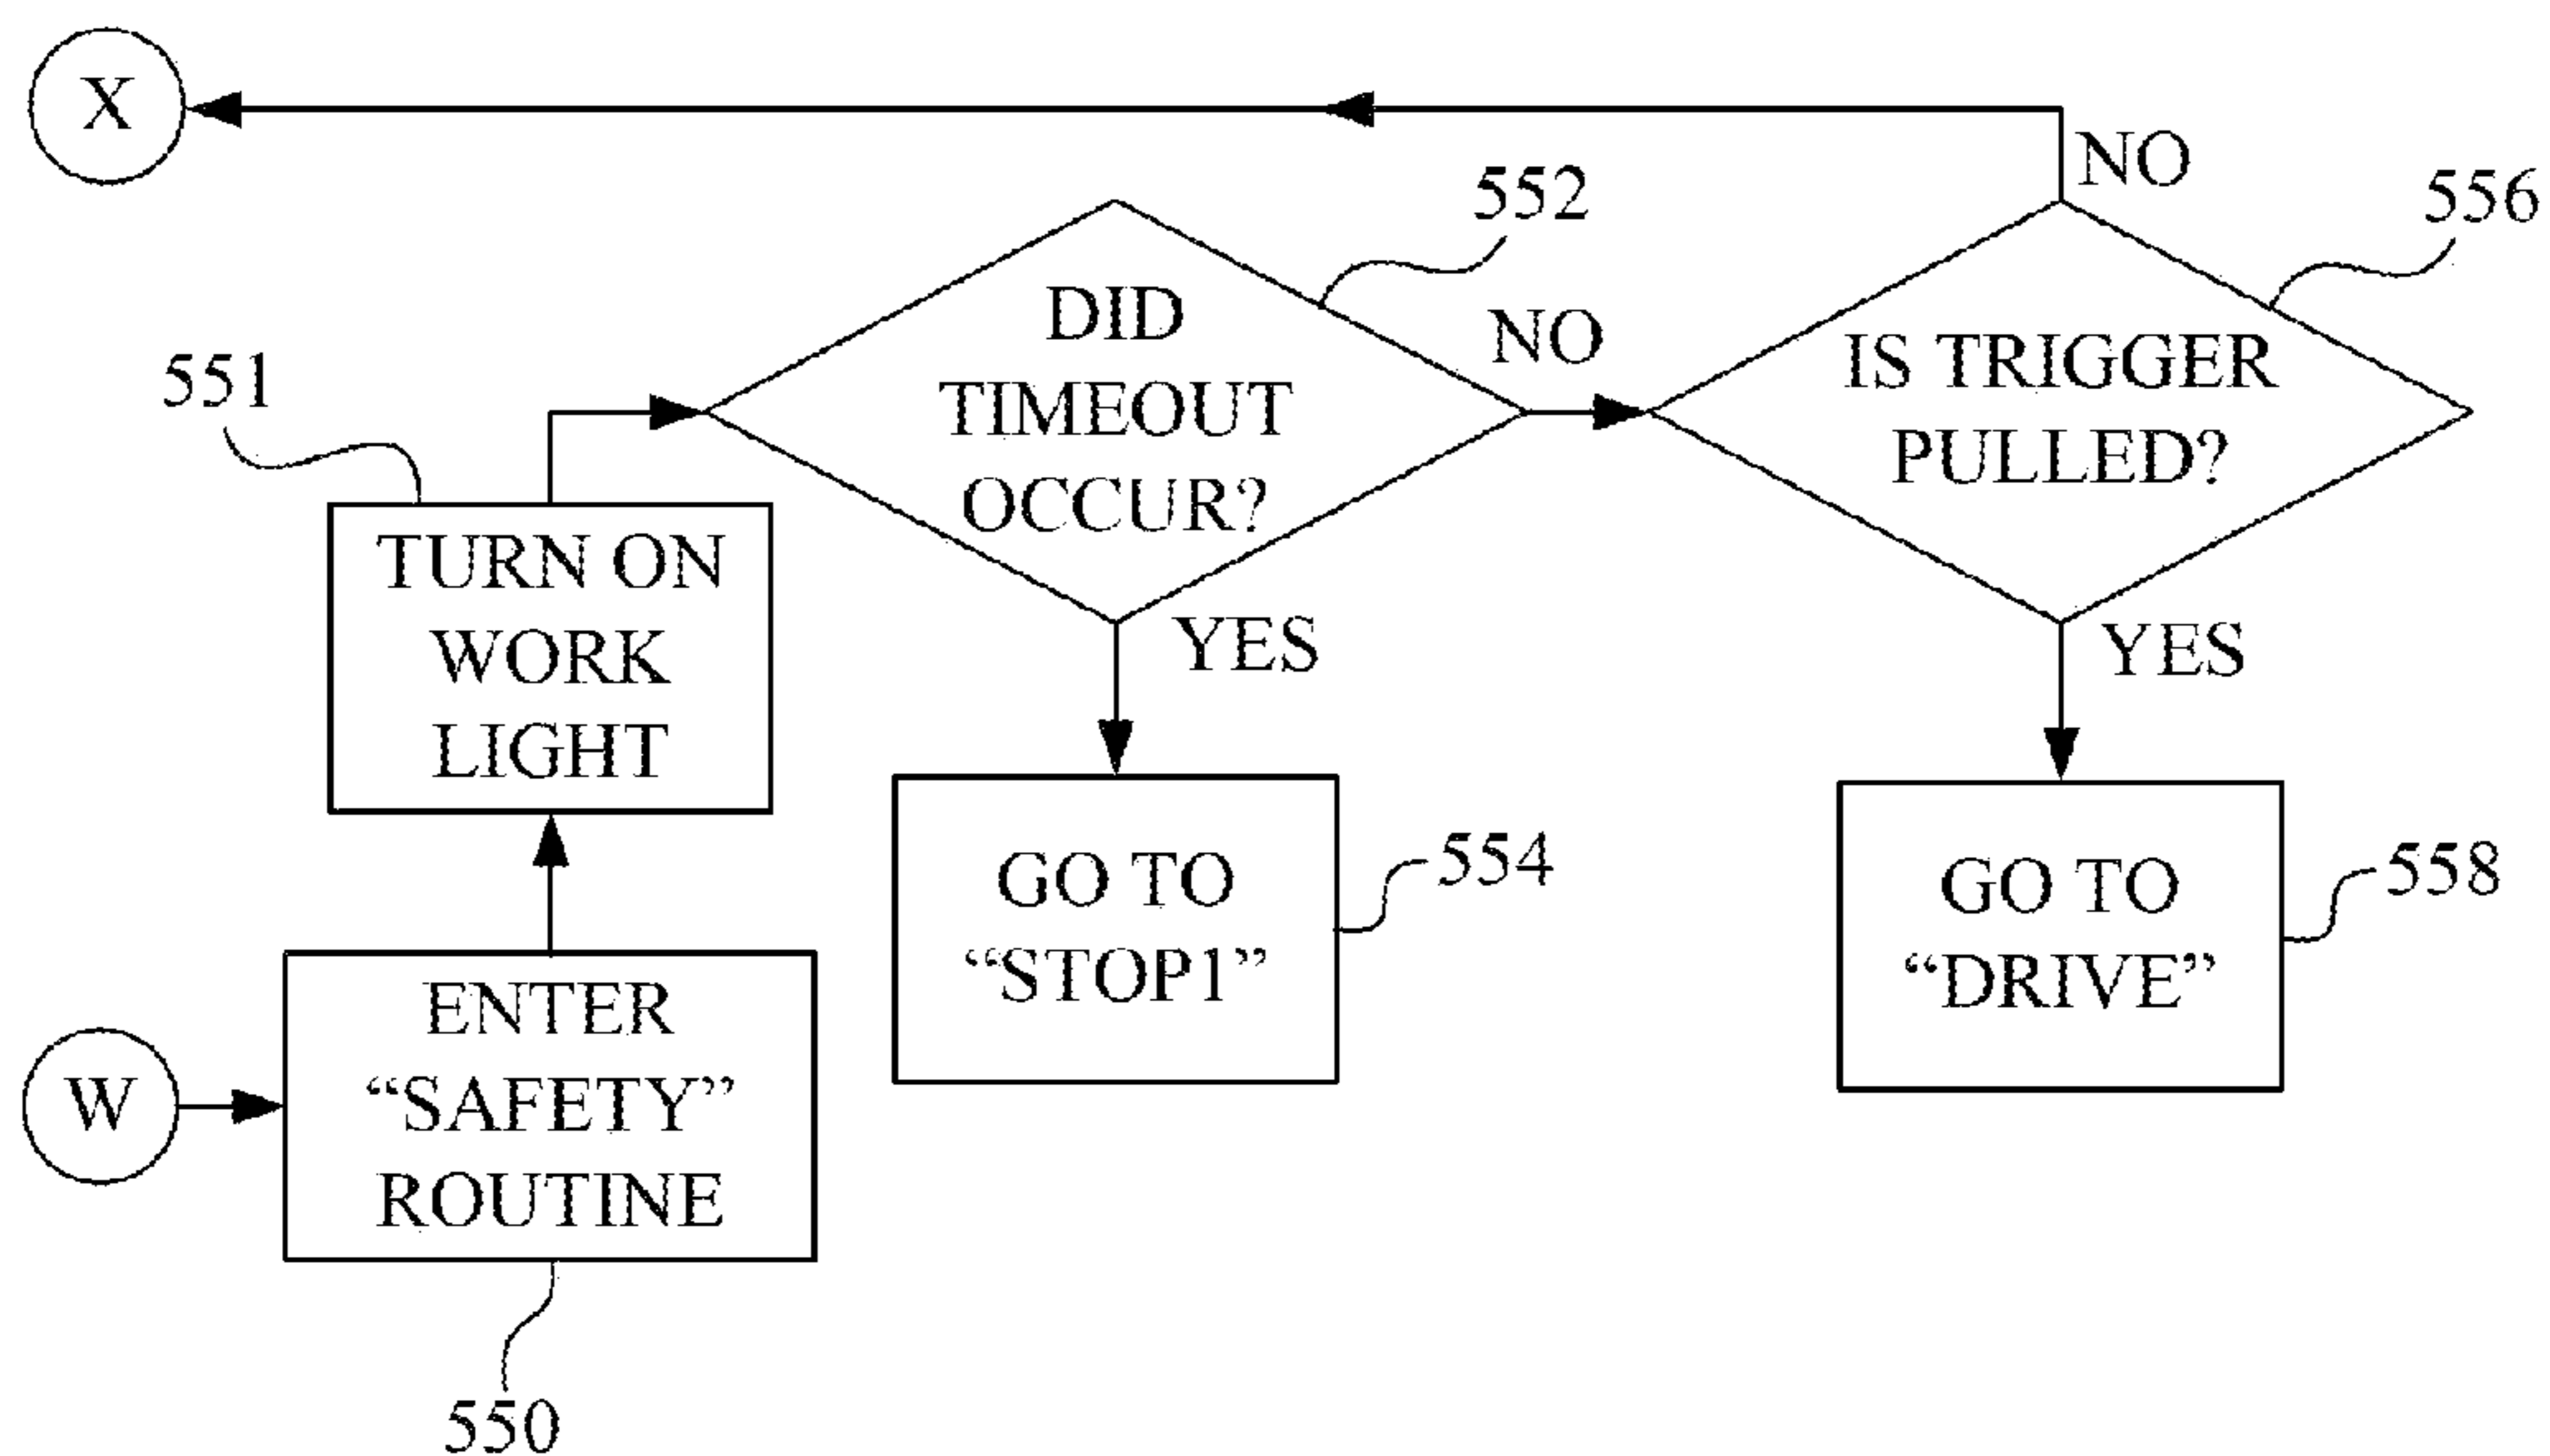 X
NO
552
556
DID
TIMEOUT
OCCUR?
NO
IS TRIGGER
PULLED?
551
TURN ON
WORK
LIGHT
YES
YES
GO TO
“STOP1”
554
GO TO
“DRIVE”
558
W
ENTER
“SAFETY”
ROUTINE
550